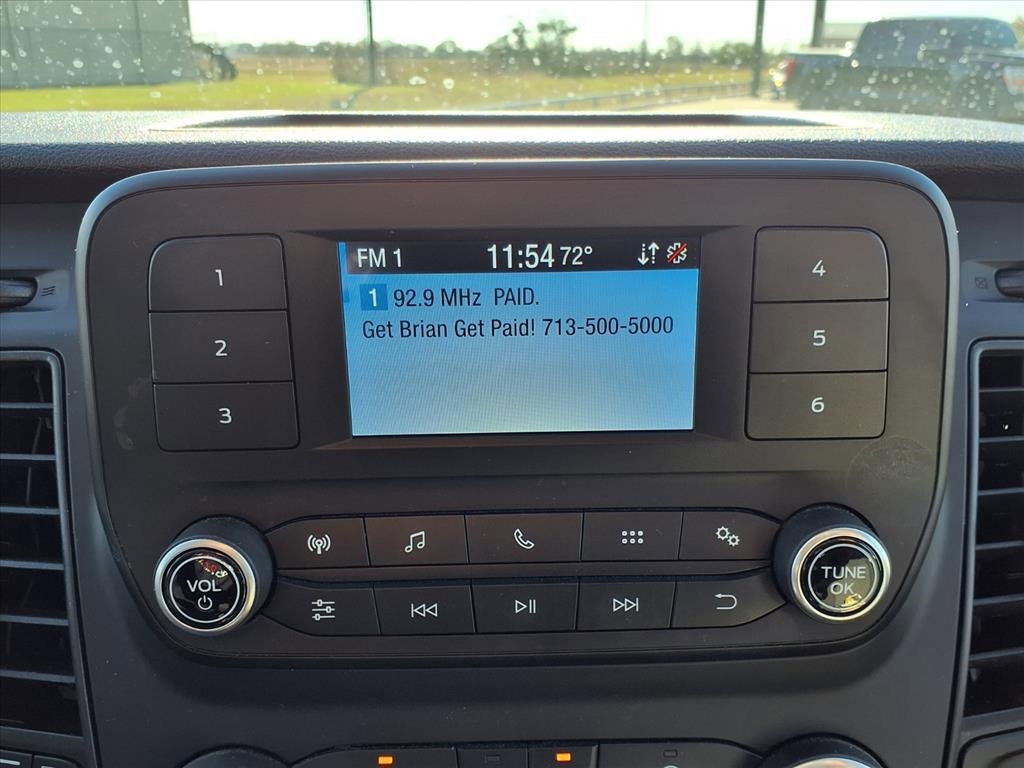 FM 1 11:54 72°
1 92.9 MHz PAID.
Get Brian Get Paid! 713-500-5000
1
2
3
4
5
6
VOL
TUNE
OK